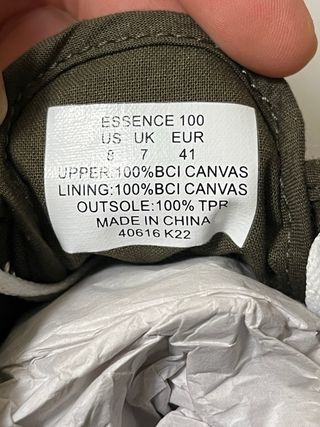 ESSENCE 100
US UK EUR
8 7 41
UPPER:100%BCI CANVAS
LINING:100%BCI CANVAS
OUTSOLE:100% TPR
MADE IN CHINA
40616 K22